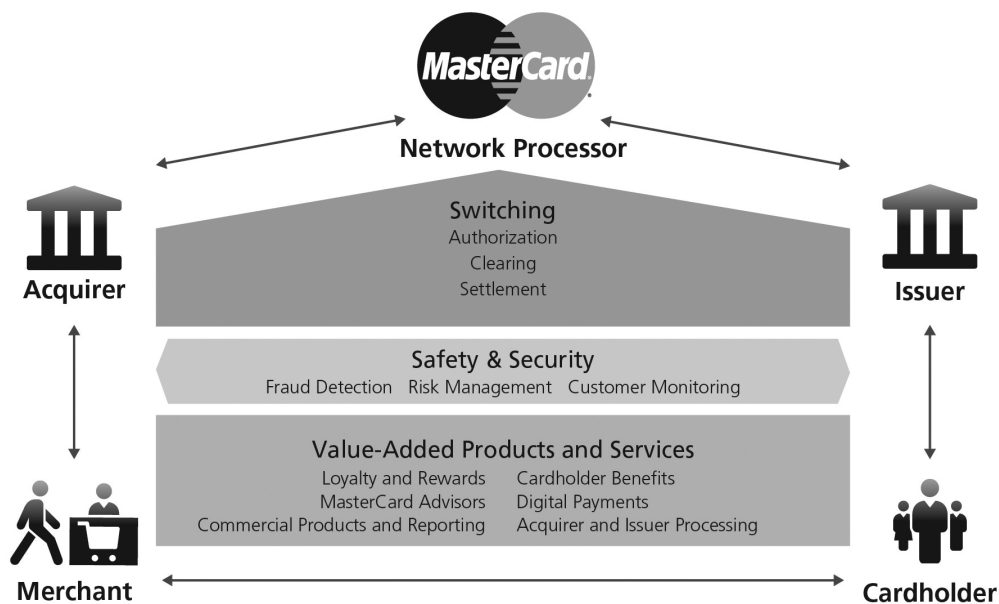 MasterCard
Network Processor
Switching
Authorization
Clearing
Settlement
Acquirer
Issuer
Safety & Security
Fraud Detection Risk Management Customer Monitoring
Value-Added Products and Services
Loyalty and Rewards Cardholder Benefits
MasterCard Advisors Digital Payments
Commercial Products and Reporting Acquirer and Issuer Processing
Merchant
Cardholder